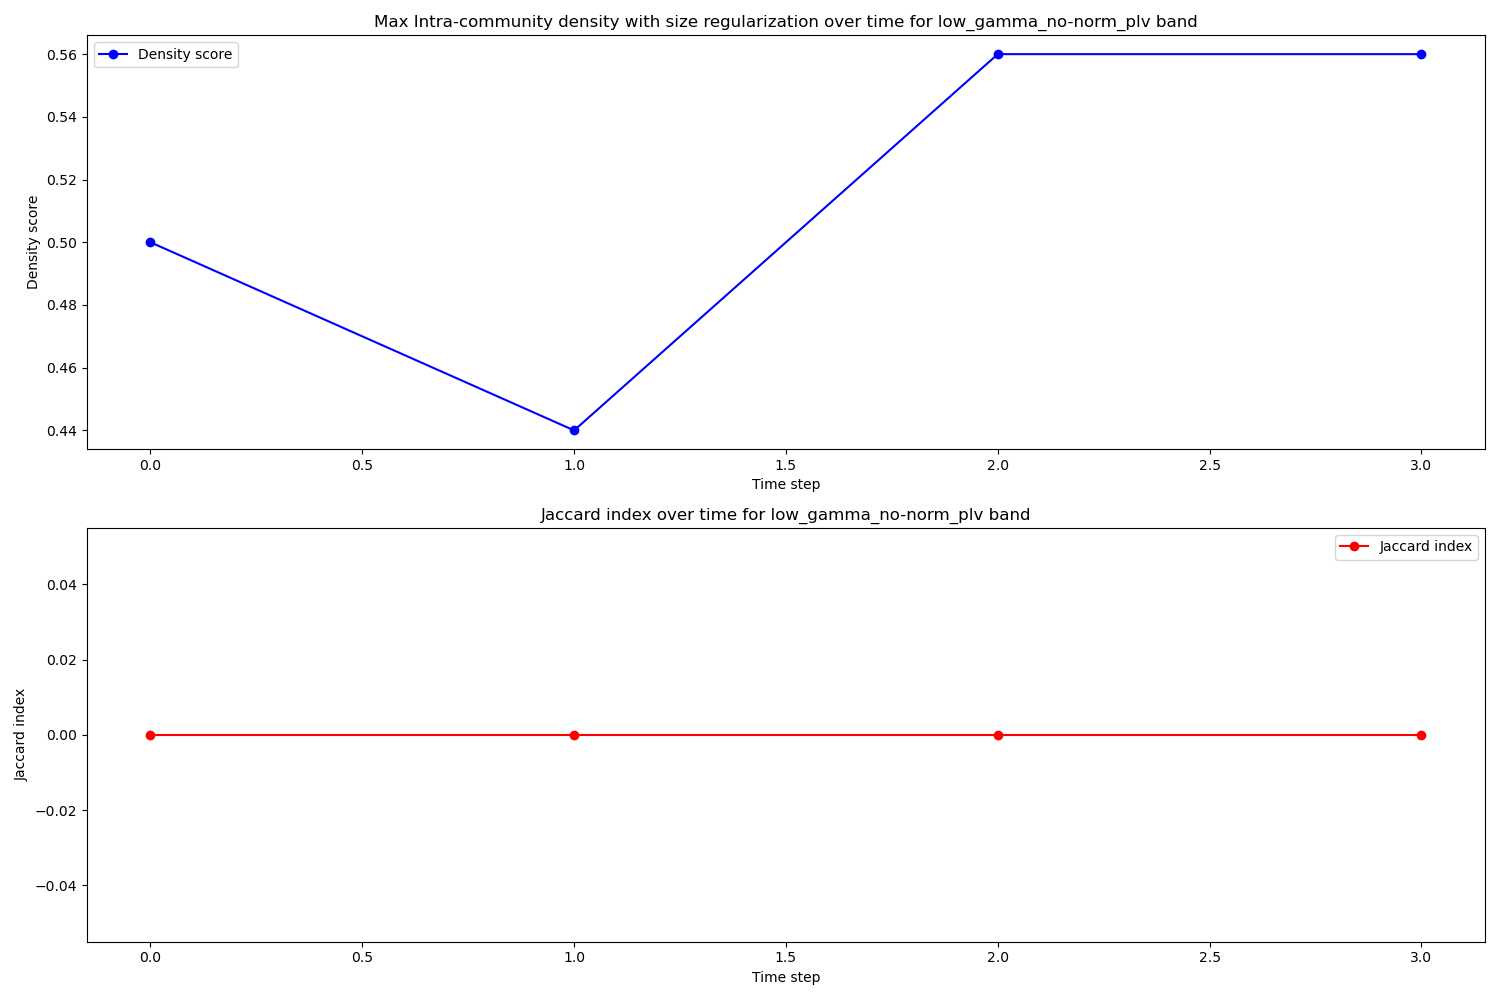 Max Intra-community density with size regularization over time for low_gamma_no-norm_plv band
Density score
0.56
0.54
0.52
0.50
0.48
0.46
0.44
Density score
0.0 0.5 1.0 1.5 2.0 2.5 3.0
Time step
Jaccard index over time for low_gamma_no-norm_plv band
Jaccard index
0.04
0.02
0.00
−0.02
−0.04
Jaccard index
0.0 0.5 1.0 1.5 2.0 2.5 3.0
Time step